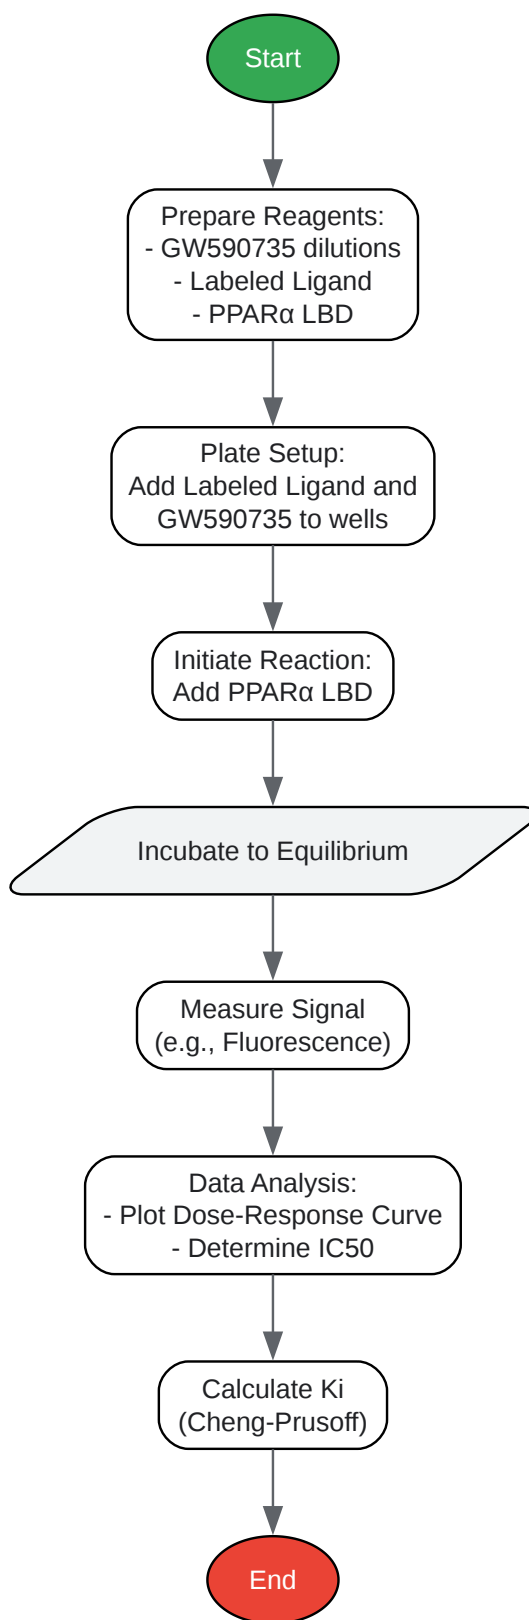 Start
Prepare Reagents:
- GW590735 dilutions
- Labeled Ligand
- PPARα LBD
Plate Setup:
Add Labeled Ligand and
GW590735 to wells
Initiate Reaction:
Add PPARα LBD
Incubate to Equilibrium
Measure Signal
(e.g., Fluorescence)
Data Analysis:
- Plot Dose-Response Curve
- Determine IC50
Calculate Ki
(Cheng-Prusoff)
End